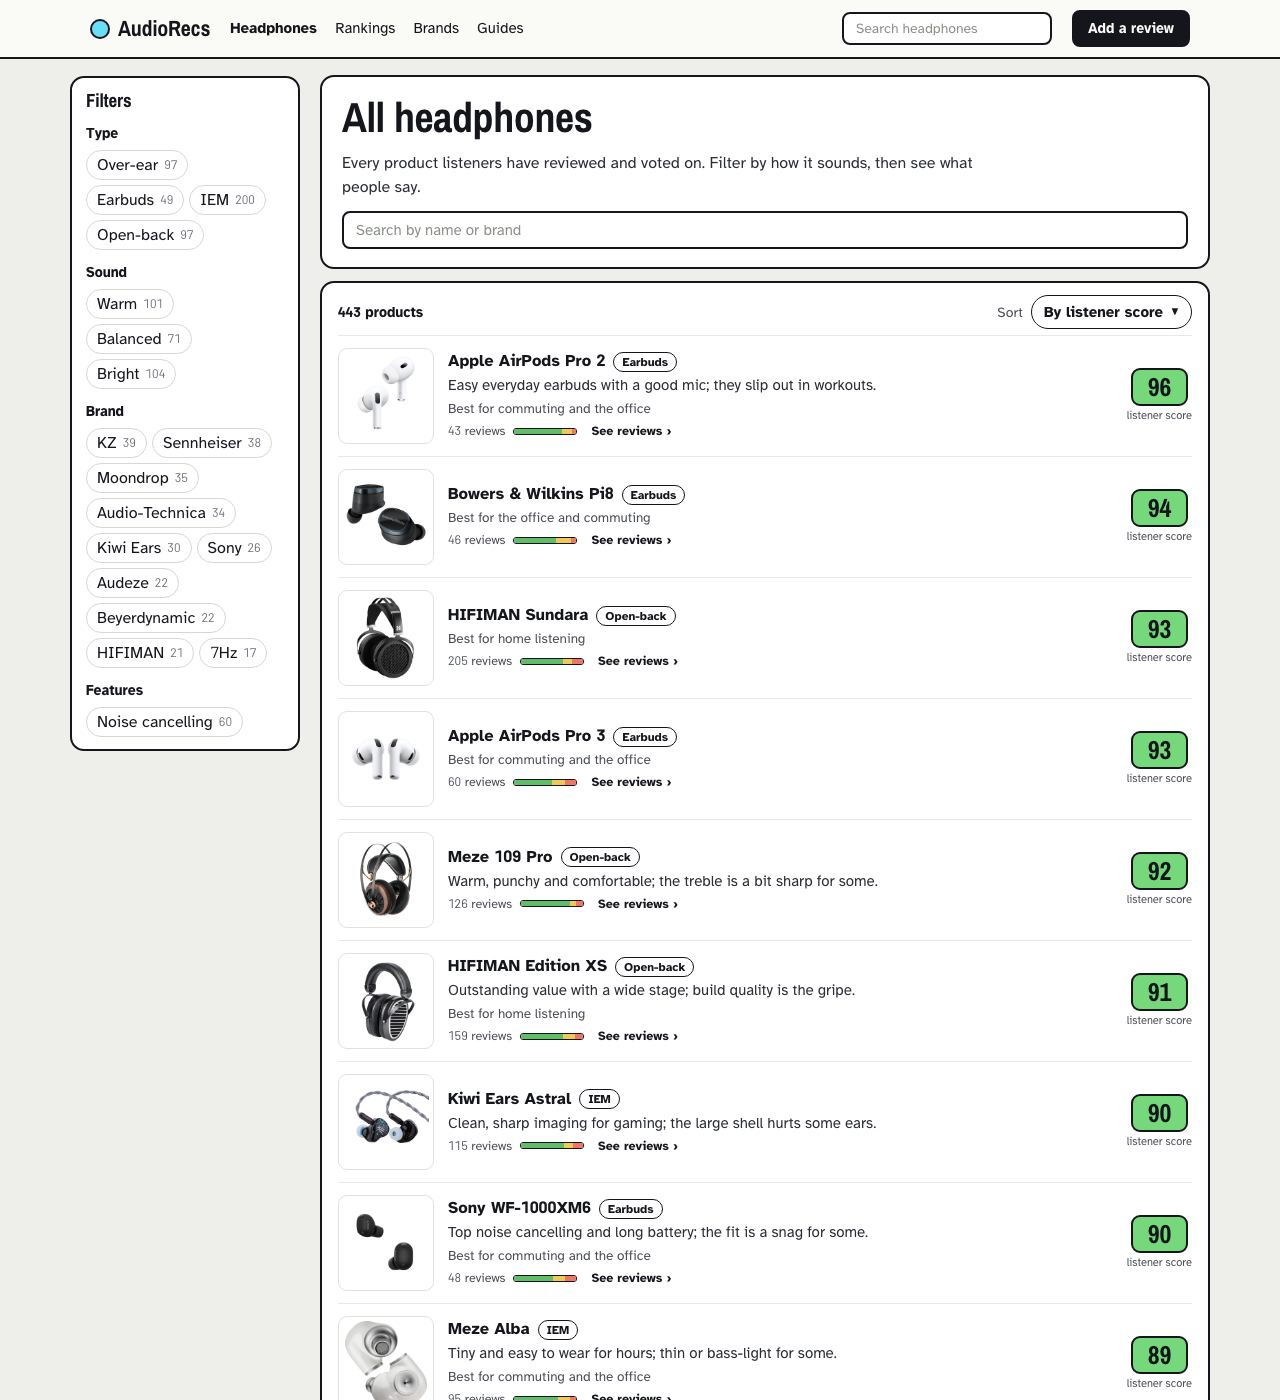 AudioRecs Headphones Rankings Brands Guides Search headphones Add a review
Filters
Type
Over-ear 97
Earbuds 49 IEM 200
Open-back 97
Sound
Warm 101
Balanced 71
Bright 104
Brand
KZ 39 Sennheiser 38
Moondrop 35
Audio-Technica 34
Kiwi Ears 30 Sony 26
Audeze 22
Beyerdynamic 22
HIFIMAN 21 7Hz 17
Features
Noise cancelling 60
All headphones
Every product listeners have reviewed and voted on. Filter by how it sounds, then see what
people say.
Search by name or brand
443 products Sort By listener score ▼
Apple AirPods Pro 2 Earbuds
Easy everyday earbuds with a good mic; they slip out in workouts.
Best for commuting and the office
43 reviews See reviews ›
96
listener score
Bowers & Wilkins Pi8 Earbuds
Best for the office and commuting
46 reviews See reviews ›
94
listener score
HIFIMAN Sundara Open-back
Best for home listening
205 reviews See reviews ›
93
listener score
Apple AirPods Pro 3 Earbuds
Best for commuting and the office
60 reviews See reviews ›
93
listener score
Meze 109 Pro Open-back
Warm, punchy and comfortable; the treble is a bit sharp for some.
126 reviews See reviews ›
92
listener score
HIFIMAN Edition XS Open-back
Outstanding value with a wide stage; build quality is the gripe.
Best for home listening
159 reviews See reviews ›
91
listener score
Kiwi Ears Astral IEM
Clean, sharp imaging for gaming; the large shell hurts some ears.
115 reviews See reviews ›
90
listener score
Sony WF-1000XM6 Earbuds
Top noise cancelling and long battery; the fit is a snag for some.
Best for commuting and the office
48 reviews See reviews ›
90
listener score
Meze Alba IEM
Tiny and easy to wear for hours; thin or bass-light for some.
Best for commuting and the office
95 reviews See reviews ›
89
listener score